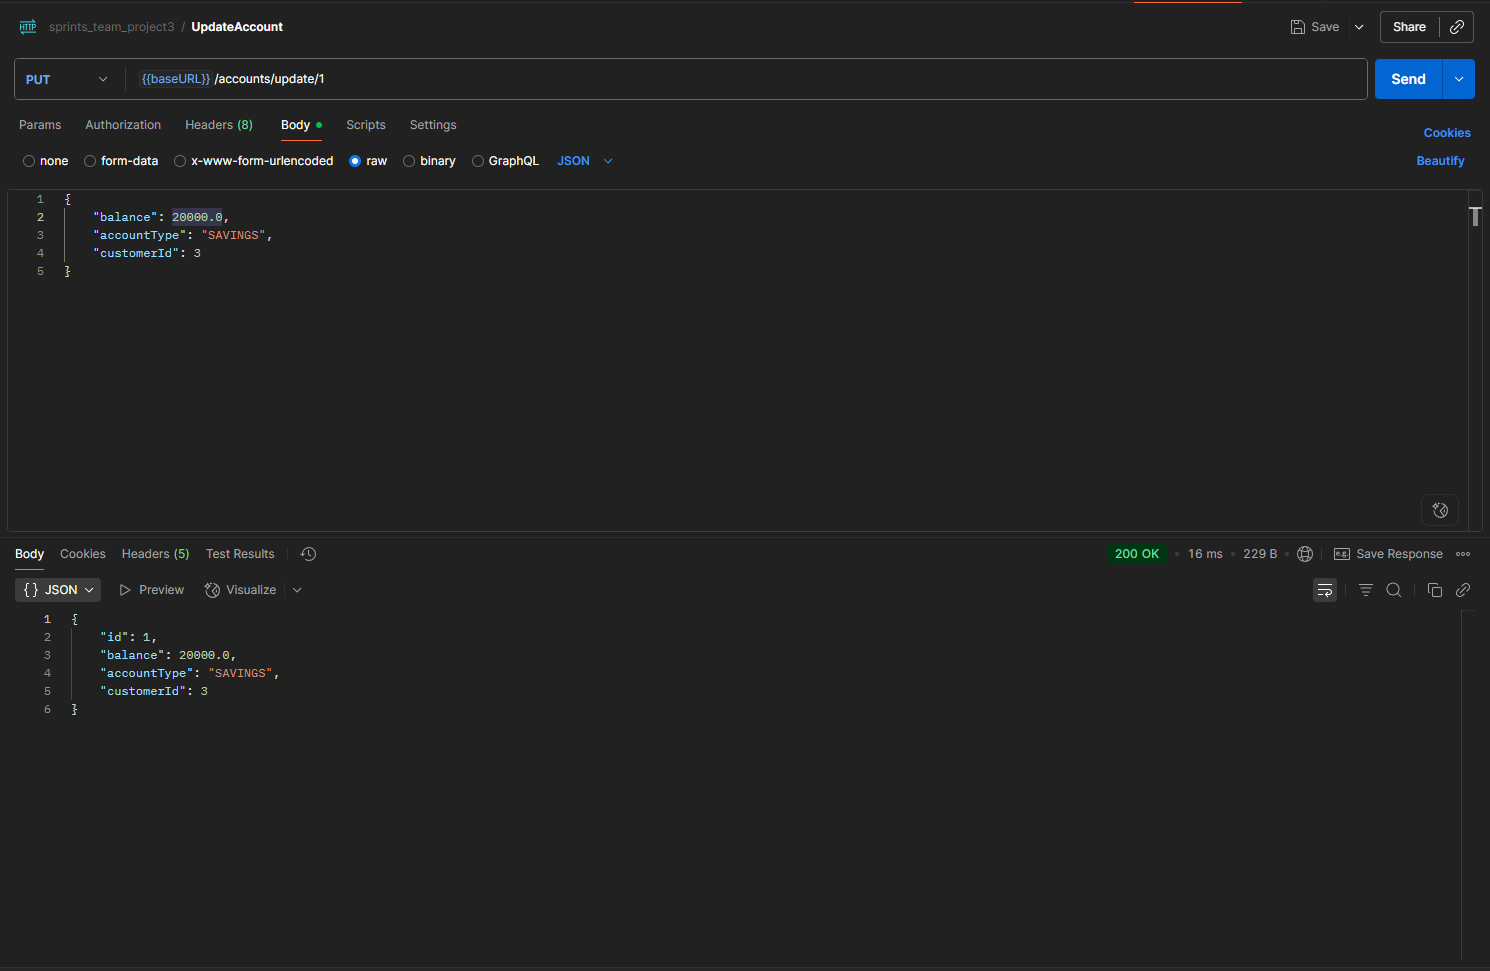 HTTP sprints_team_project3 / UpdateAccount Save Share
PUT {{baseURL}} /accounts/update/1 Send
Params Authorization Headers (8) Body Scripts Settings Cookies
none form-data x-www-form-urlencoded raw binary GraphQL JSON Beautify
1 {
2 "balance": 20000.0,
3 "accountType": "SAVINGS",
4 "customerId": 3
5 }
Body Cookies Headers (5) Test Results 200 OK 16 ms 229 B e.g. Save Response
{} JSON Preview Visualize
1 {
2 "id": 1,
3 "balance": 20000.0,
4 "accountType": "SAVINGS",
5 "customerId": 3
6 }